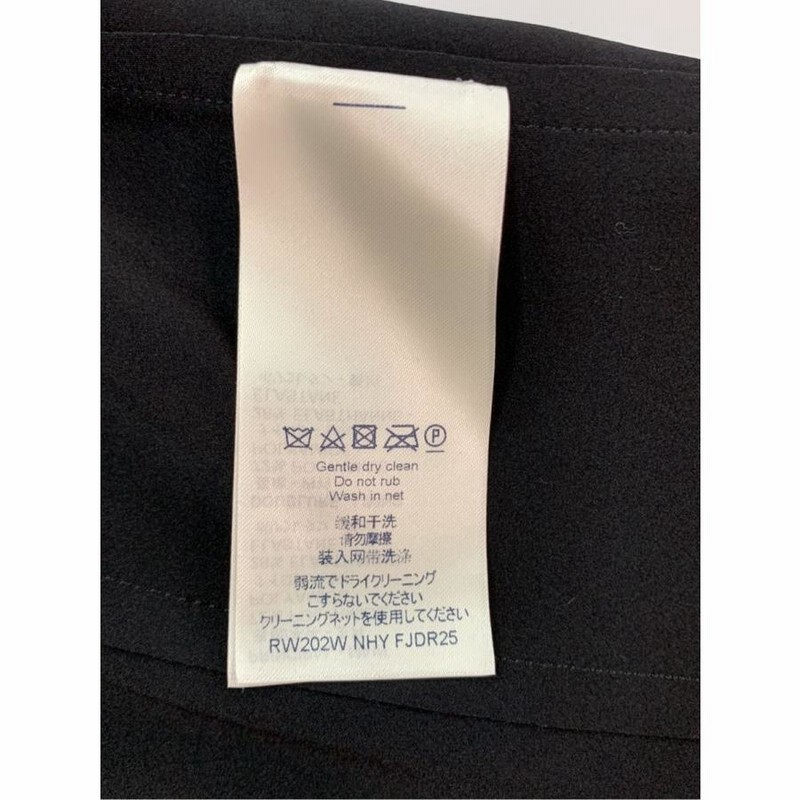 Gentle dry clean
Do not rub
Wash in net
缓和干洗
请勿摩擦
装入网带洗涤
弱流でドライクリーニング
こすらないでください
クリーニングネットを使用してください
RW202W NHY FJDR25